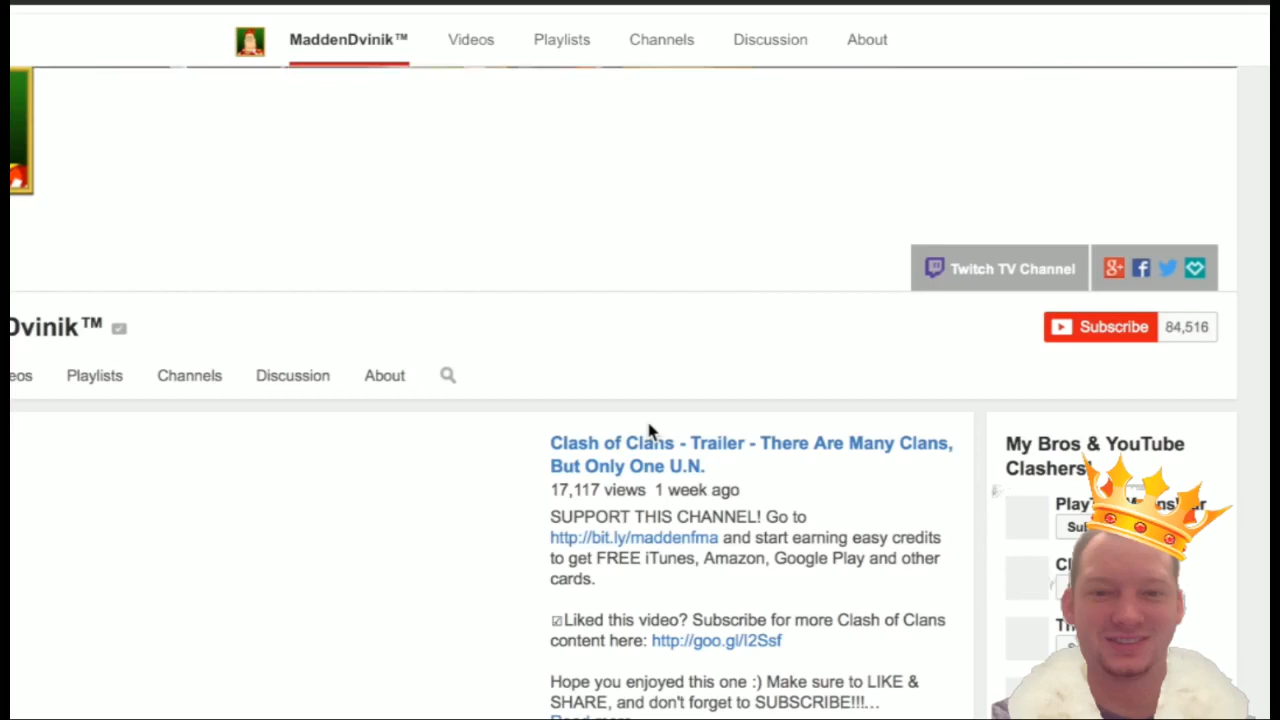 MaddenDvinik™ Videos Playlists Channels Discussion About
Twitch TV Channel
Dvinik™
Subscribe 84,516
eos Playlists Channels Discussion About
Clash of Clans - Trailer - There Are Many Clans,
But Only One U.N.
17,117 views 1 week ago
SUPPORT THIS CHANNEL! Go to
http://bit.ly/maddenfma and start earning easy credits
to get FREE iTunes, Amazon, Google Play and other
cards.
☑Liked this video? Subscribe for more Clash of Clans
content here: http://goo.gl/I2Ssf
Hope you enjoyed this one :) Make sure to LIKE &
SHARE, and don't forget to SUBSCRIBE!!!...
My Bros & YouTube
Clashers!